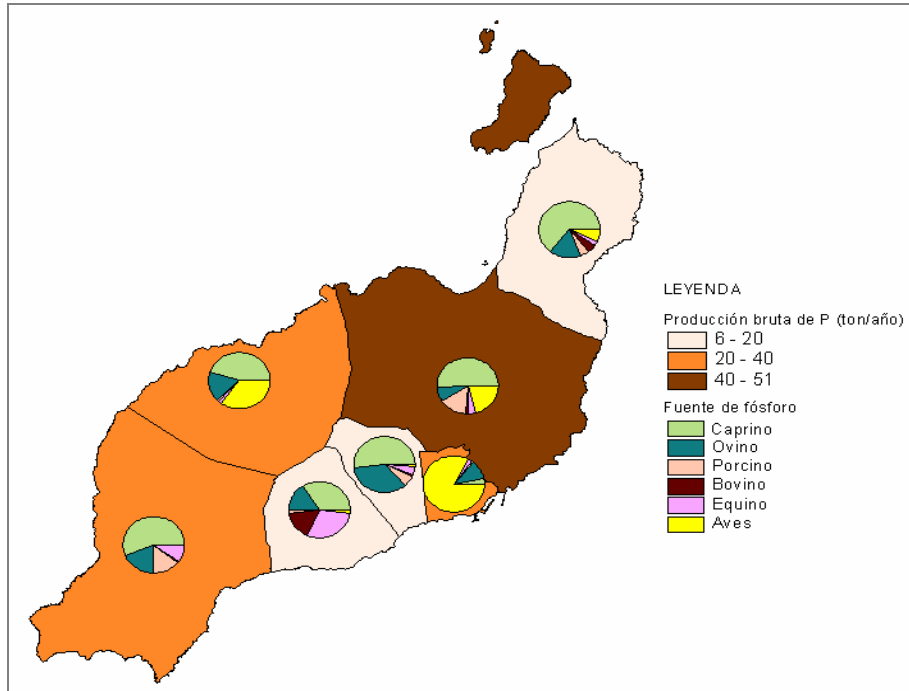 LEYENDA
Producción bruta de P (ton/año)
6 - 20
20 - 40
40 - 51
Fuente de fósforo
Caprino
Ovino
Porcino
Bovino
Equino
Aves